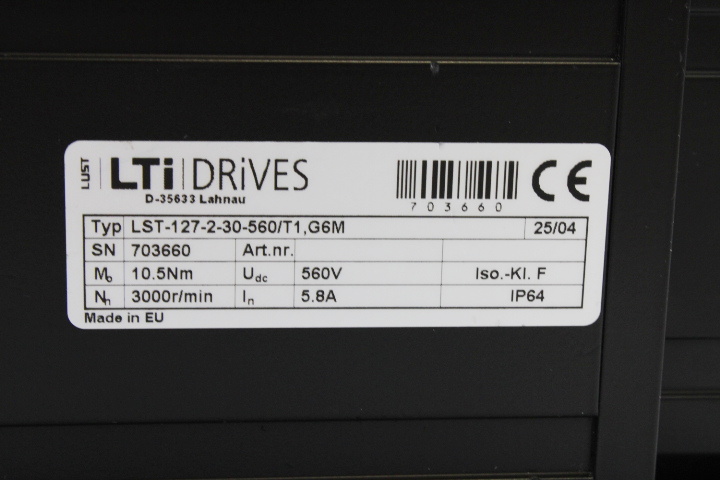 LUST LTi DRiVES
D-35633 Lahnau
703660
CE
Typ LST-127-2-30-560/T1,G6M 25/04
SN 703660 Art.nr.
M₀ 10.5Nm Udc 560V Iso.-Kl. F
Nn 3000r/min In 5.8A IP64
Made in EU